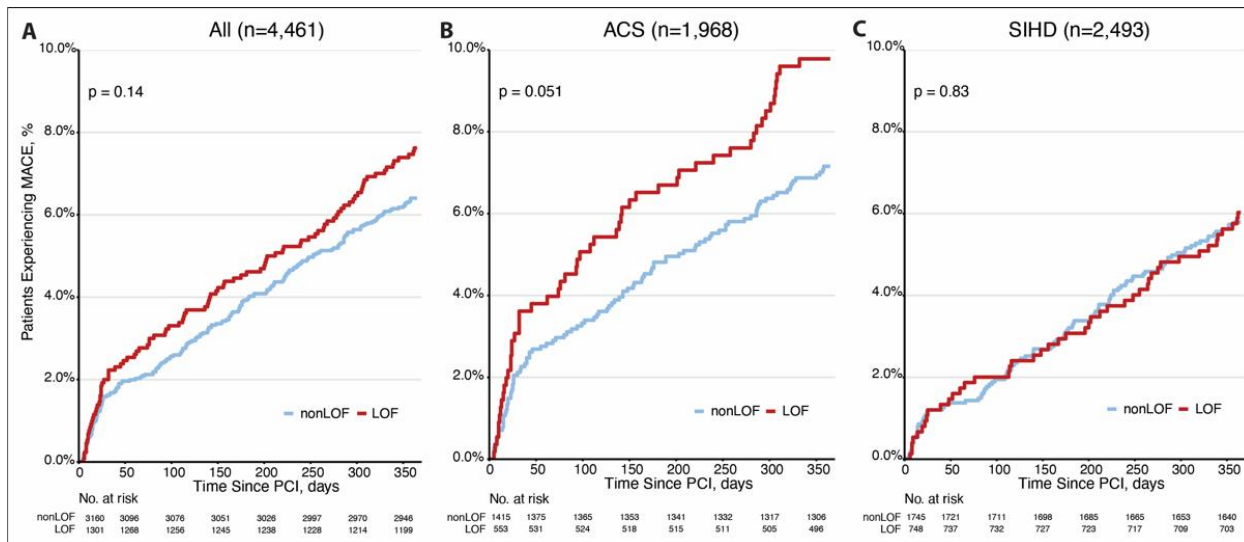 A All (n=4,461)
10.0%
8.0%
6.0%
4.0%
2.0%
0.0%
Patients Experiencing MACE, %
p = 0.14
nonLOF LOF
0 50 100 150 200 250 300 350
Time Since PCI, days
No. at risk
nonLOF 3160 3096 3076 3051 3026 2997 2970 2946
LOF 1301 1268 1256 1245 1238 1228 1214 1199
B ACS (n=1,968)
10.0%
8.0%
6.0%
4.0%
2.0%
0.0%
p = 0.051
nonLOF LOF
0 50 100 150 200 250 300 350
Time Since PCI, days
No. at risk
nonLOF 1415 1375 1365 1353 1341 1332 1317 1306
LOF 553 531 524 518 515 511 505 496
C SIHD (n=2,493)
10.0%
8.0%
6.0%
4.0%
2.0%
0.0%
p = 0.83
nonLOF LOF
0 50 100 150 200 250 300 350
Time Since PCI, days
No. at risk
nonLOF 1745 1721 1711 1698 1685 1665 1653 1640
LOF 748 737 732 727 723 717 709 703